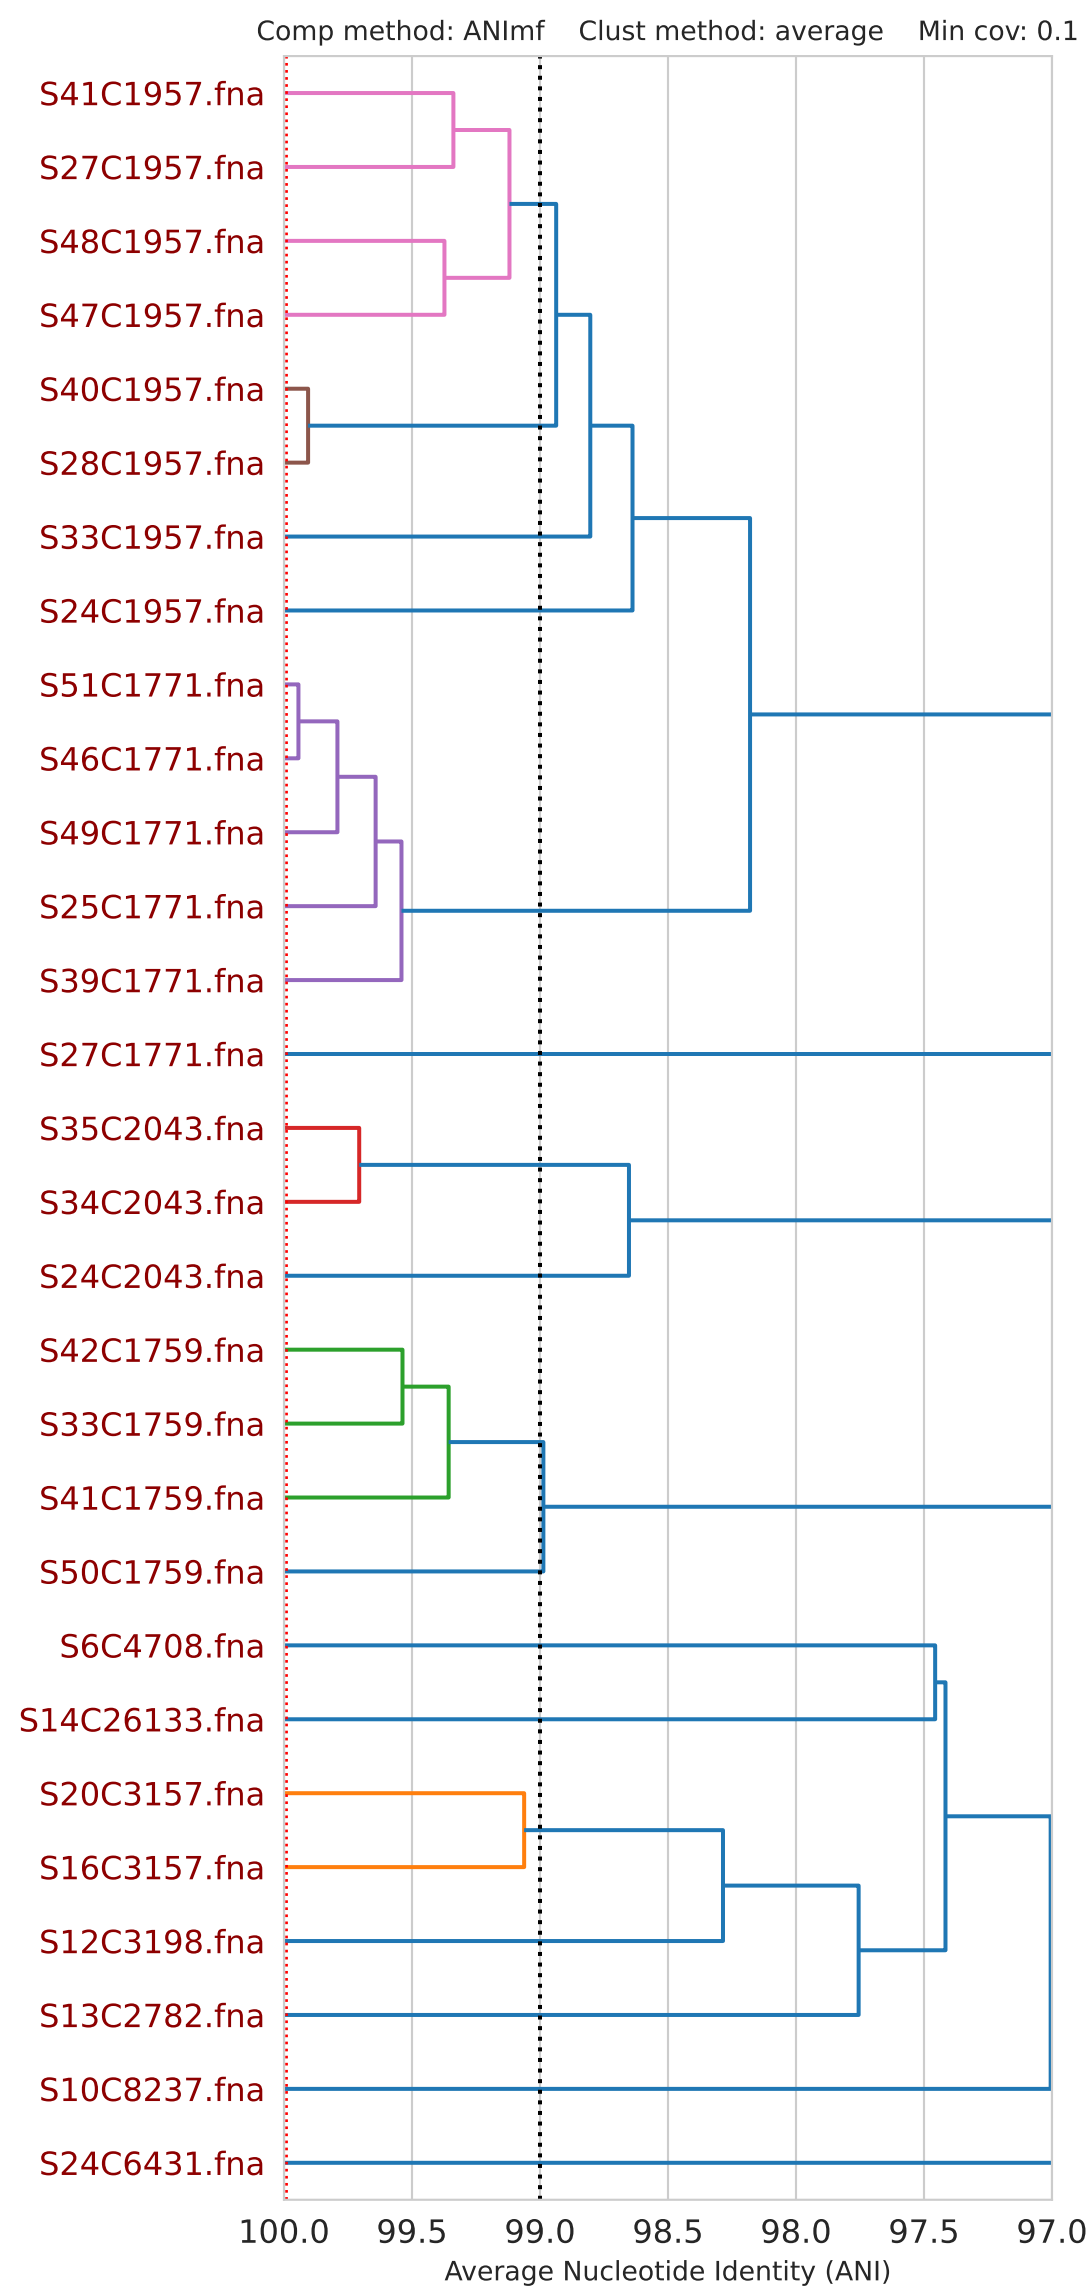 Comp method: ANImf    Clust method: average    Min cov: 0.1
S41C1957.fna
S27C1957.fna
S48C1957.fna
S47C1957.fna
S40C1957.fna
S28C1957.fna
S33C1957.fna
S24C1957.fna
S51C1771.fna
S46C1771.fna
S49C1771.fna
S25C1771.fna
S39C1771.fna
S27C1771.fna
S35C2043.fna
S34C2043.fna
S24C2043.fna
S42C1759.fna
S33C1759.fna
S41C1759.fna
S50C1759.fna
S6C4708.fna
S14C26133.fna
S20C3157.fna
S16C3157.fna
S12C3198.fna
S13C2782.fna
S10C8237.fna
S24C6431.fna
100.0 99.5 99.0 98.5 98.0 97.5 97.0
Average Nucleotide Identity (ANI)